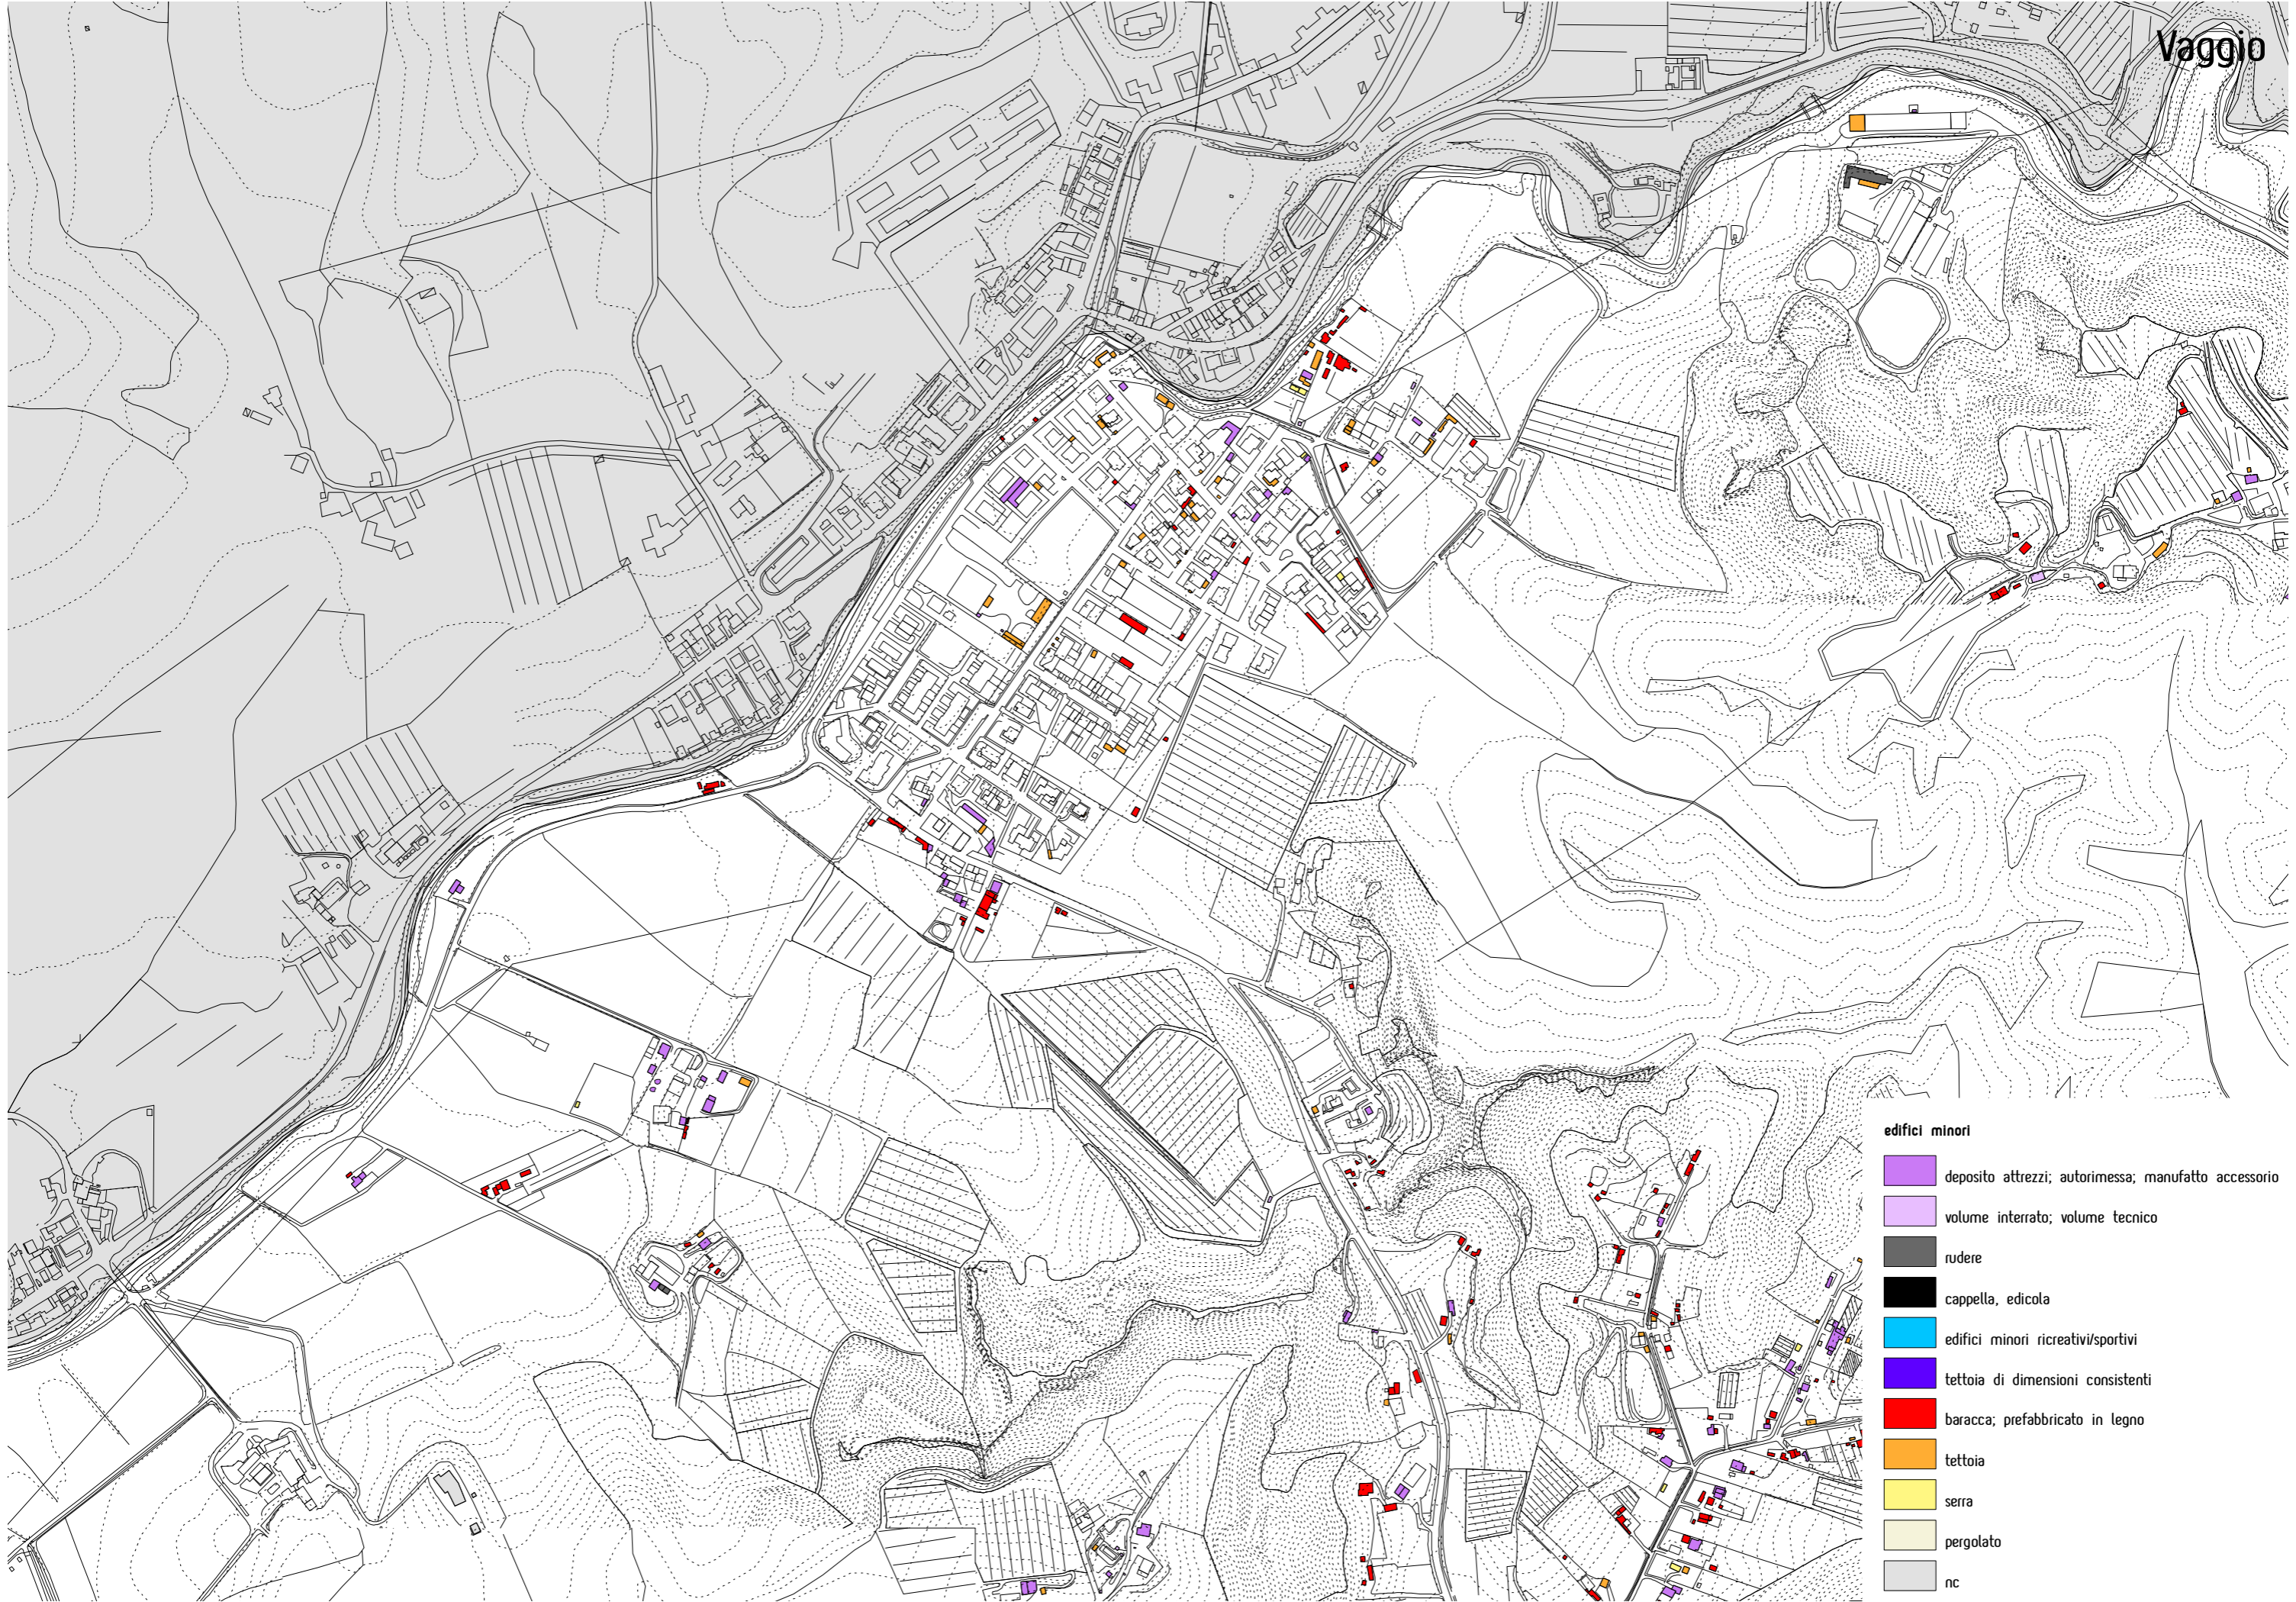 Vaggio
edifici minori
deposito attrezzi; autorimessa; manufatto accessorio
volume interrato; volume tecnico
rudere
cappella, edicola
edifici minori ricreativi/sportivi
tettoia di dimensioni consistenti
baracca; prefabbricato in legno
tettoia
serra
pergolato
nc